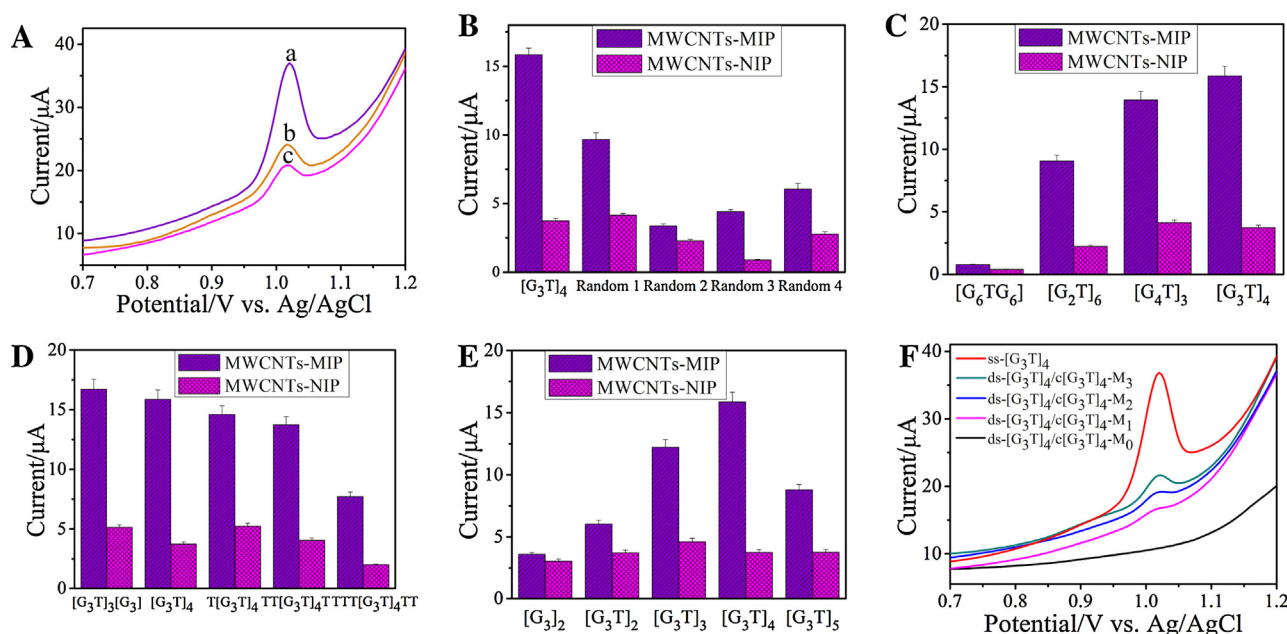 A
40
30
20
10
Current/μA
a
b
c
0.7 0.8 0.9 1.0 1.1 1.2
Potential/V vs. Ag/AgCl
B
MWCNTs-MIP
MWCNTs-NIP
15
10
5
0
Current/μA
[G3T]4 Random 1 Random 2 Random 3 Random 4
C
20
15
10
5
0
Current/μA
MWCNTs-MIP
MWCNTs-NIP
[G6TG6] [G2T]6 [G4T]3 [G3T]4
D
20
15
10
5
0
Current/μA
MWCNTs-MIP
MWCNTs-NIP
[G3T]3[G3] [G3T]4 T[G3T]4 TT[G3T]4T TTTT[G3T]4TT
E
20
15
10
5
0
Current/μA
MWCNTs-MIP
MWCNTs-NIP
[G3]2 [G3T]2 [G3T]3 [G3T]4 [G3T]5
F
40
30
20
10
Current/μA
ss-[G3T]4
ds-[G3T]4/c[G3T]4-M3
ds-[G3T]4/c[G3T]4-M2
ds-[G3T]4/c[G3T]4-M1
ds-[G3T]4/c[G3T]4-M0
0.7 0.8 0.9 1.0 1.1 1.2
Potential/V vs. Ag/AgCl